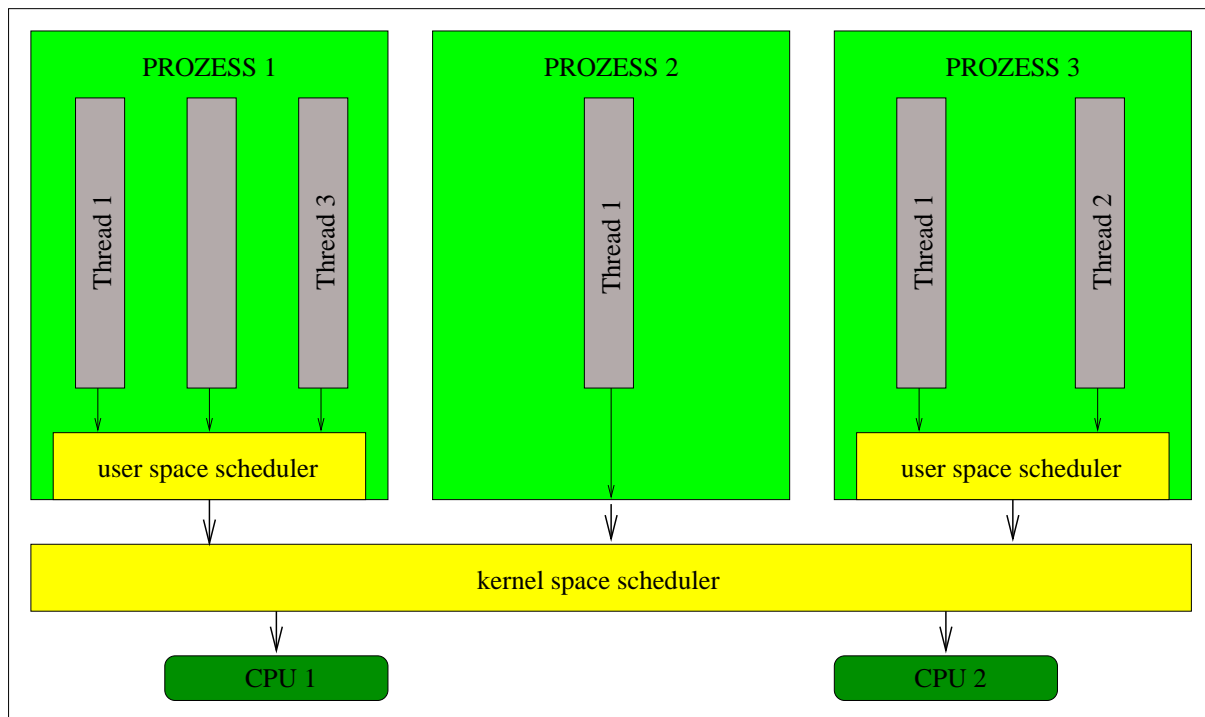 PROZESS 1
PROZESS 2
PROZESS 3
Thread 1
Thread 3
Thread 1
Thread 1
Thread 2
user space scheduler
user space scheduler
kernel space scheduler
CPU 1
CPU 2